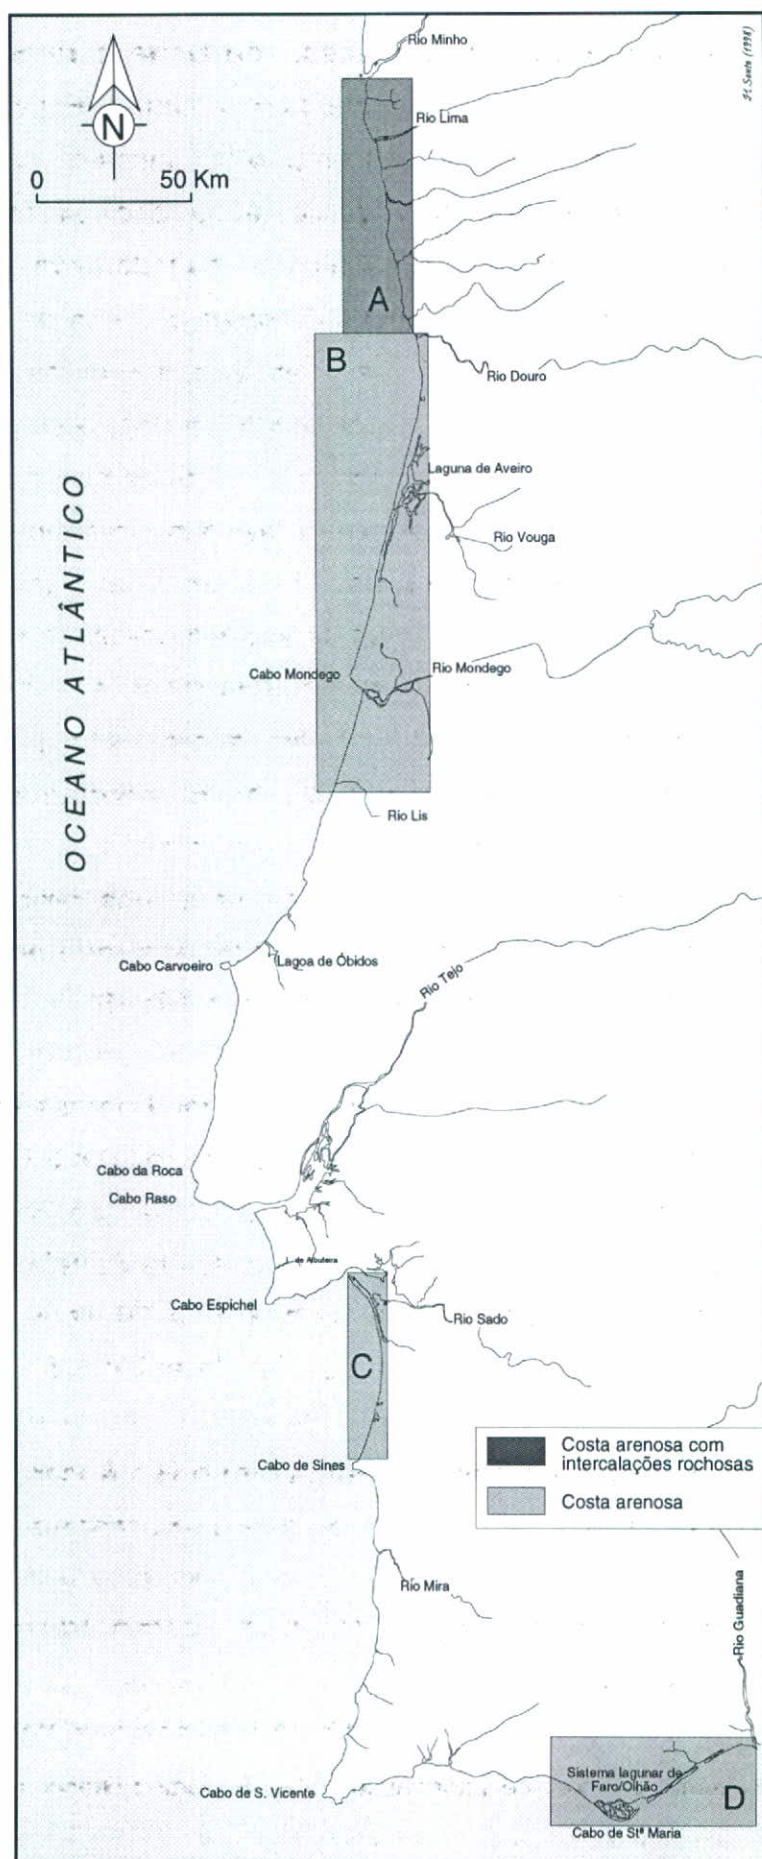 Rio Minho
(1998)
N
Rio Lima
0 50 Km
A
B
Rio Douro
Laguna de Aveiro
Rio Vouga
OCEANO ATLÂNTICO
Cabo Mondego
Rio Mondego
Rio Lis
Cabo Carvoeiro
Lagoa de Óbidos
Rio Tejo
Cabo da Roca
Cabo Raso
L. de Albufeira
Cabo Espichel
Rio Sado
C
Costa arenosa com
intercalações rochosas
Cabo de Sines
Costa arenosa
Rio Mira
Rio Guadiana
Sistema lagunar de
Faro/Olhão
Cabo de S. Vicente
D
Cabo de Stª Maria